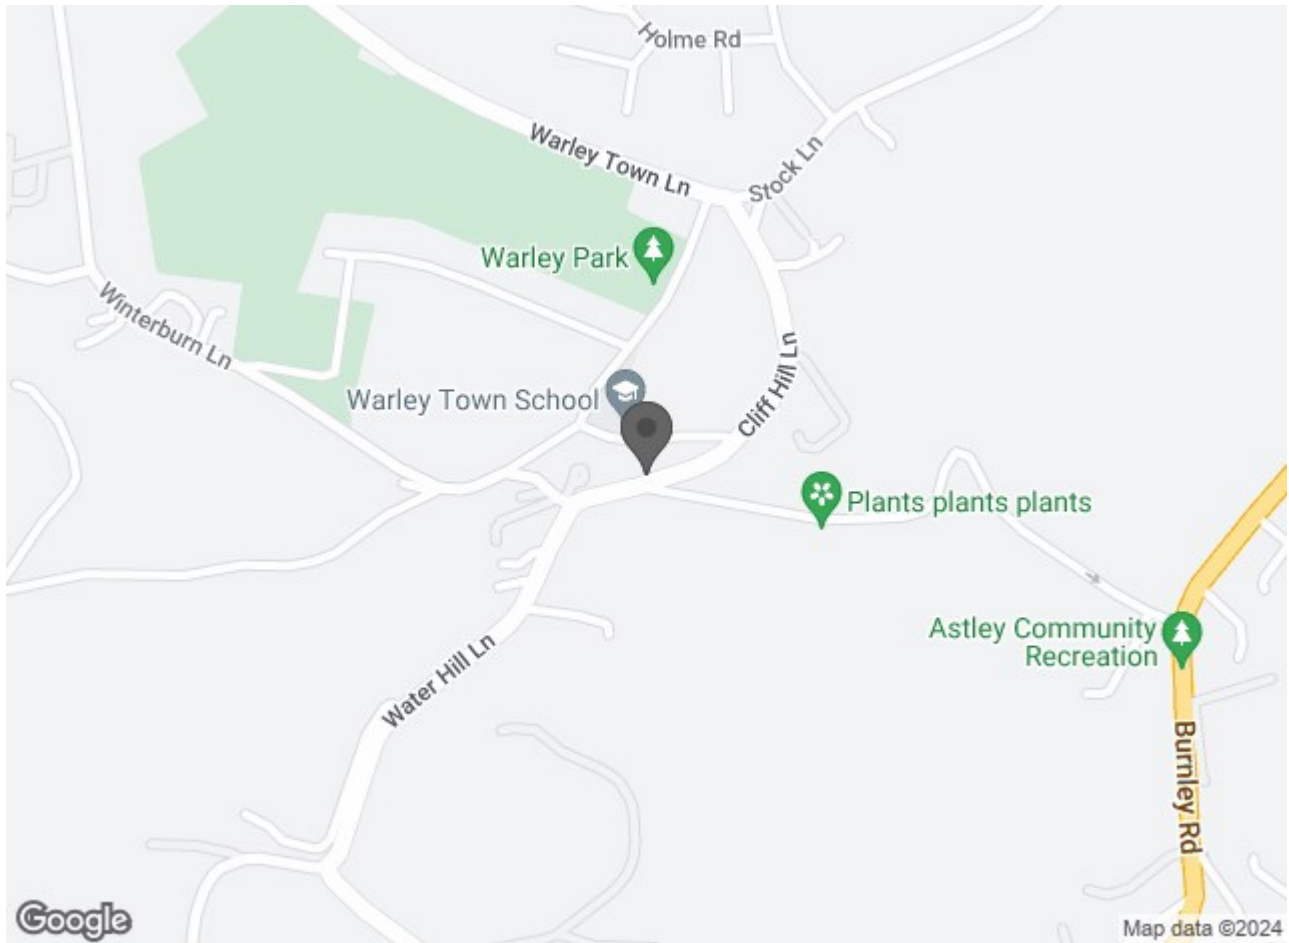 Holme Rd
Warley Town Ln
Stock Ln
Warley Park
Winterburn Ln
Cliff Hill Ln
Warley Town School
Plants plants plants
Astley Community
Recreation
Water Hill Ln
Burnley Rd
Google
Map data ©2024